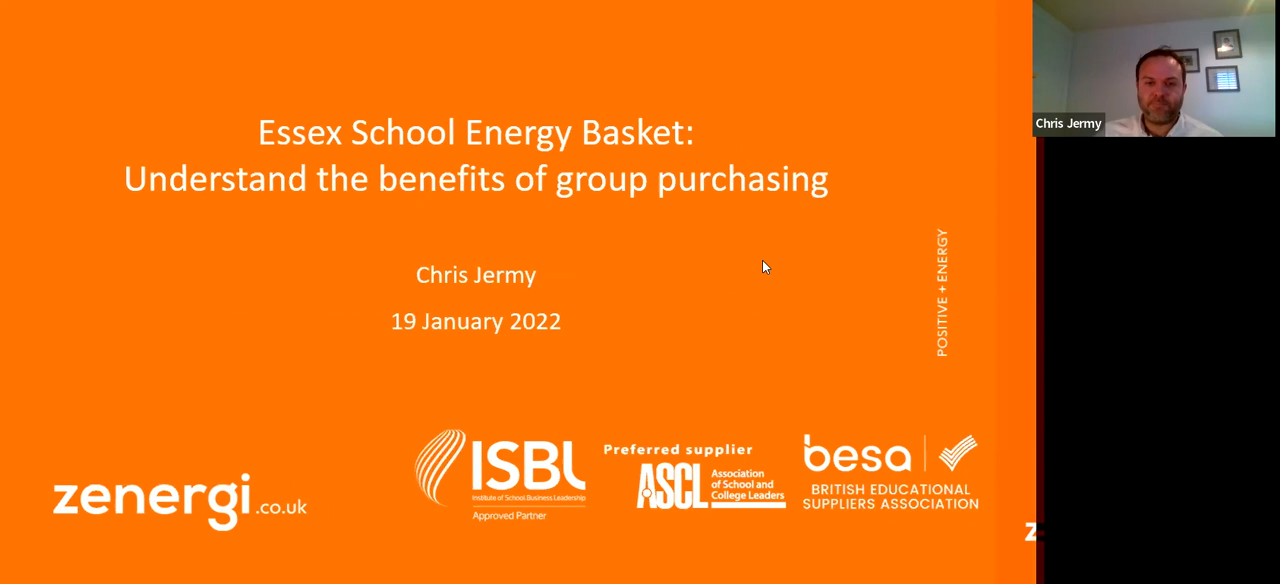 Essex School Energy Basket:
Understand the benefits of group purchasing
Chris Jermy
19 January 2022
POSITIVE + ENERGY
zenergi.co.uk
ISBL
Institute of School Business Leadership
Approved Partner
Preferred supplier
ASCL
Association
of School and
College Leaders
besa
BRITISH EDUCATIONAL
SUPPLIERS ASSOCIATION
z
Chris Jermy